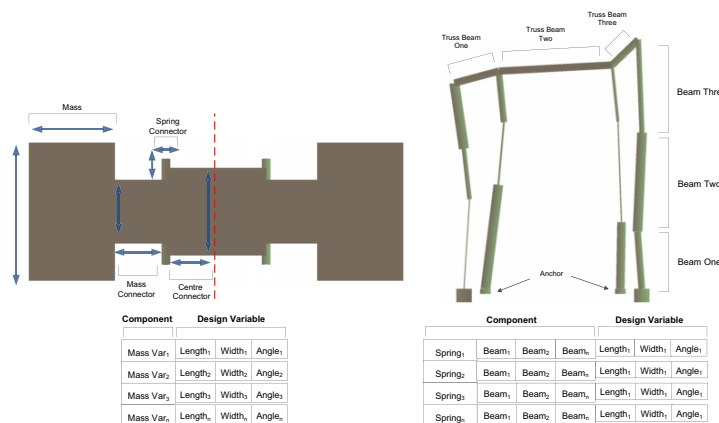 Mass
Spring
Connector
Mass
Connector
Centre
Connector
Truss Beam
One
Truss Beam
Two
Truss Beam
Three
Beam Thre
Beam Two
Beam One
Anchor
Component Design Variable
Mass Var₁ Length₁ Width₁ Angle₁
Mass Var₂ Length₂ Width₂ Angle₂
Mass Var₃ Length₃ Width₃ Angle₃
Mass Varₙ Lengthₙ Widthₙ Angleₙ
Component Design Variable
Spring₁ Beam₁ Beam₂ Beamₙ Length₁ Width₁ Angle₁
Spring₂ Beam₁ Beam₂ Beamₙ Length₁ Width₁ Angle₁
Spring₃ Beam₁ Beam₂ Beamₙ Length₁ Width₁ Angle₁
Springₙ Beam₁ Beam₂ Beamₙ Length₁ Width₁ Angle₁